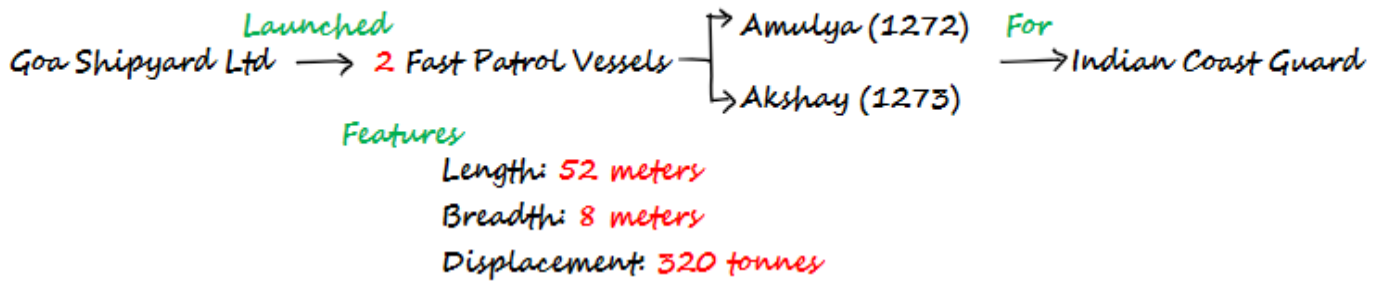 Launched
Amulya (1272)
For
Goa Shipyard Ltd → 2 Fast Patrol Vessels → Indian Coast Guard
Akshay (1273)
Features
Length: 52 meters
Breadth: 8 meters
Displacement: 320 tonnes